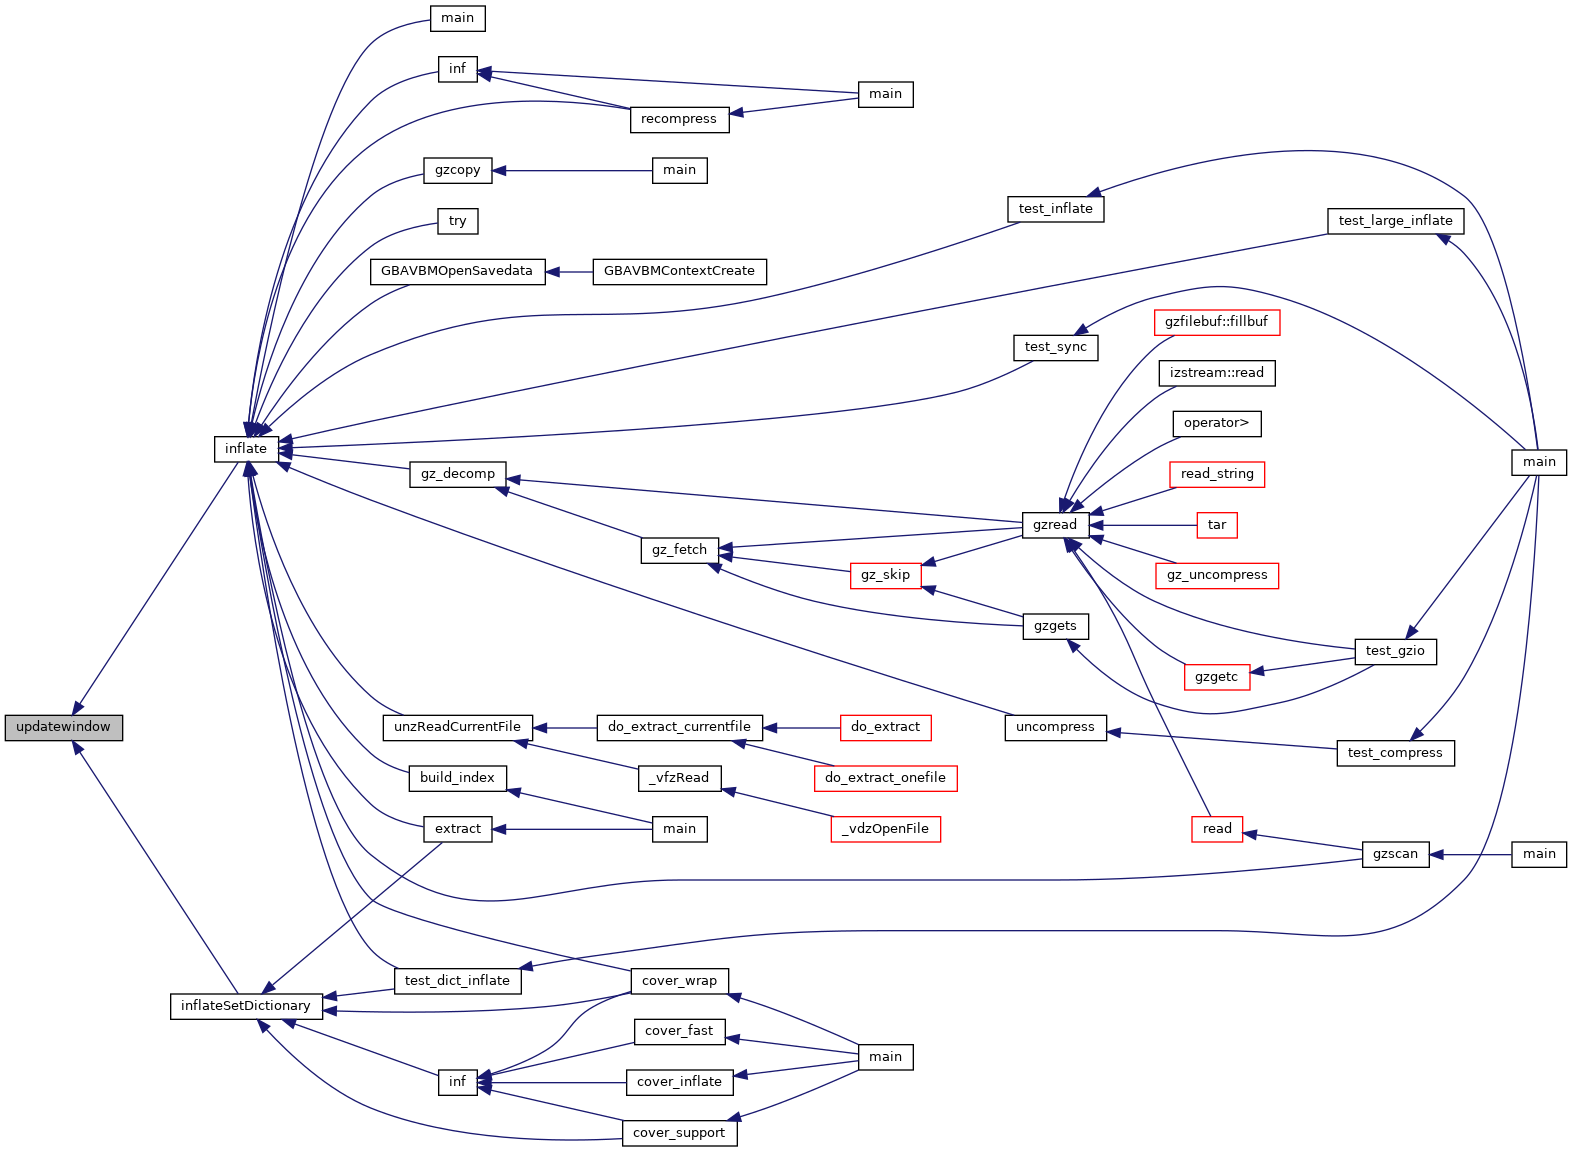 main
inf
main
recompress
gzcopy
main
test_inflate
try
test_large_inflate
GBAVBMOpenSavedata
GBAVBMContextCreate
gzfilebuf::fillbuf
test_sync
izstream::read
operator>
inflate
main
gz_decomp
read_string
gzread
tar
gz_fetch
gz_skip
gz_uncompress
gzgets
test_gzio
gzgetc
updatewindow
unzReadCurrentFile
do_extract_currentfile
do_extract
uncompress
test_compress
build_index
_vfzRead
do_extract_onefile
extract
main
_vdzOpenFile
read
gzscan
main
test_dict_inflate
cover_wrap
inflateSetDictionary
cover_fast
main
inf
cover_inflate
cover_support